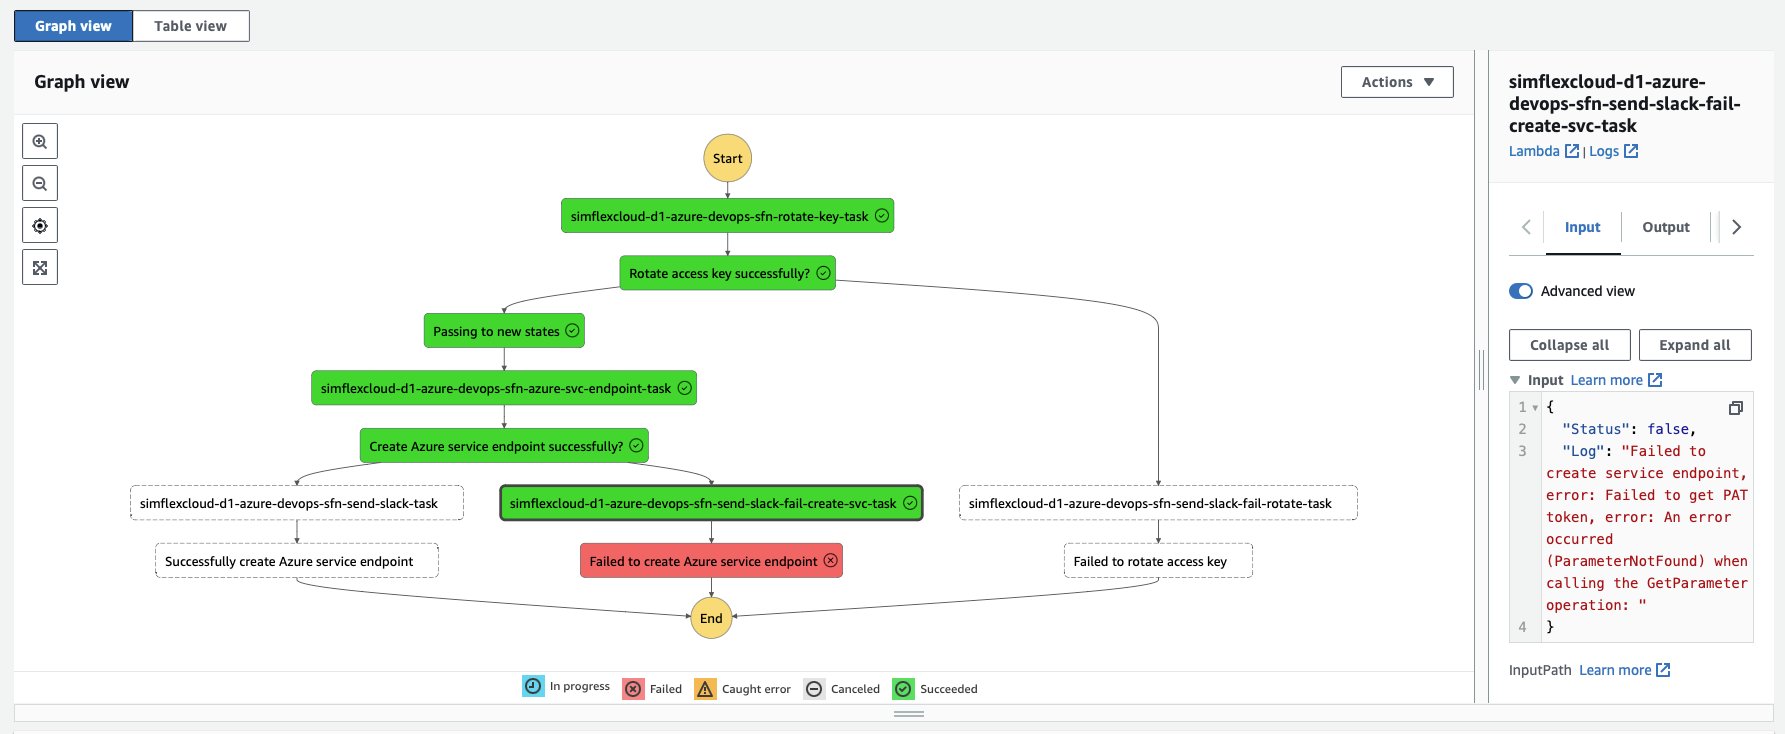 Graph view
Table view
Graph view
Actions
Start
simflexcloud-d1-azure-devops-sfn-rotate-key-task
Rotate access key successfully?
Passing to new states
simflexcloud-d1-azure-devops-sfn-azure-svc-endpoint-task
Create Azure service endpoint successfully?
simflexcloud-d1-azure-devops-sfn-send-slack-task
simflexcloud-d1-azure-devops-sfn-send-slack-fail-create-svc-task
simflexcloud-d1-azure-devops-sfn-send-slack-fail-rotate-task
Successfully create Azure service endpoint
Failed to create Azure service endpoint
Failed to rotate access key
End
In progress
Failed
Caught error
Canceled
Succeeded
simflexcloud-d1-azure-
devops-sfn-send-slack-fail-
create-svc-task
Lambda | Logs
Input
Output
Advanced view
Collapse all
Expand all
Input Learn more
1 {
2 "Status": false,
3 "Log": "Failed to
create service endpoint,
error: Failed to get PAT
token, error: An error
occurred
(ParameterNotFound) when
calling the GetParameter
operation: "
4 }
InputPath Learn more